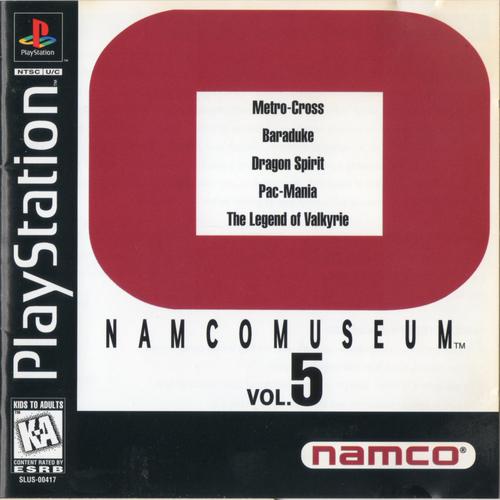 PlayStation
NTSC U/C
PlayStation
Metro-Cross
Baraduke
Dragon Spirit
Pac-Mania
The Legend of Valkyrie
NAMCOMUSEUM™
VOL.5
KIDS TO ADULTS
KA
CONTENT RATED BY
ESRB
SLUS-00417
namco®